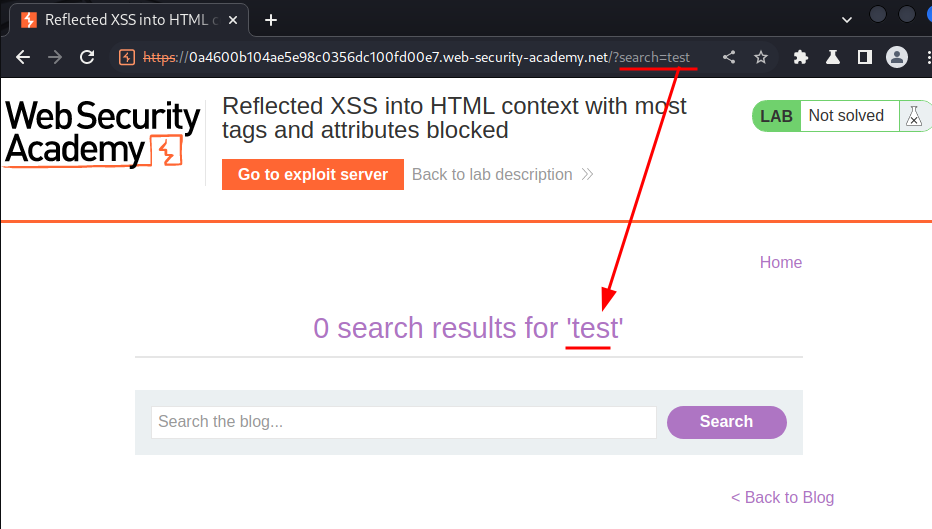 Reflected XSS into HTML c
https://0a4600b104ae5e98c0356dc100fd00e7.web-security-academy.net/?search=test
Web Security
Academy
Reflected XSS into HTML context with most
tags and attributes blocked
LAB Not solved
Go to exploit server Back to lab description
Home
0 search results for 'test'
Search the blog... Search
< Back to Blog